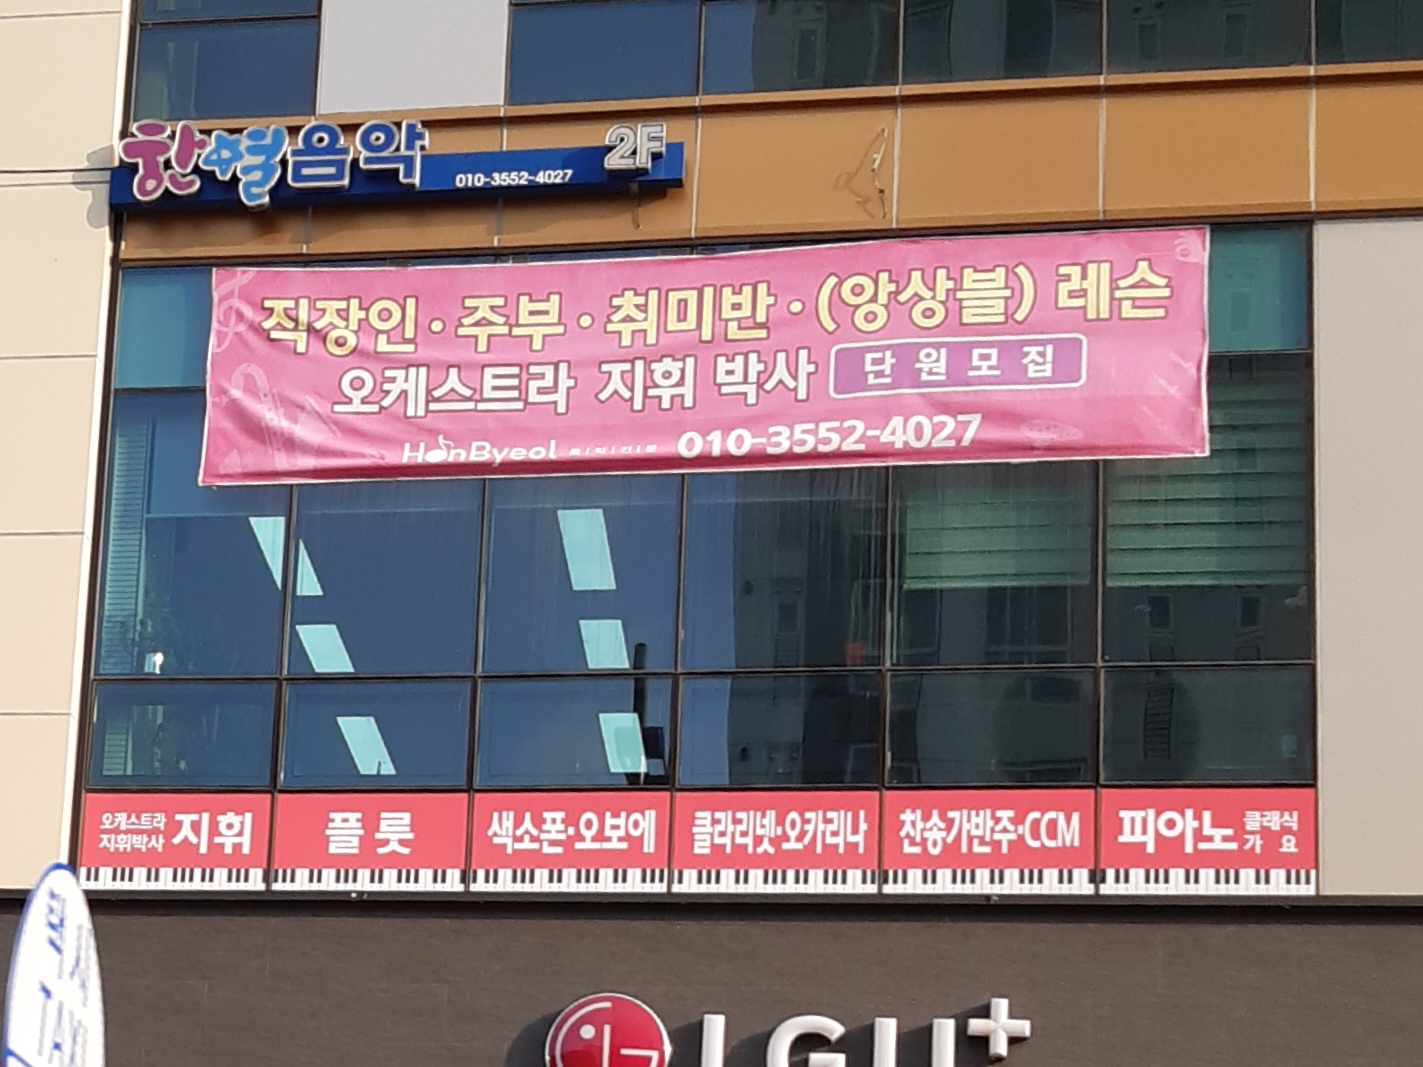 한별음악
010-3552-4027
2F
직장인·주부·취미반·(앙상블) 레슨
오케스트라 지휘 박사 단원모집
HanByeol 010-3552-4027
오케스트라
지휘박사 지휘
플룻
색소폰·오보에
클라리넷·오카리나
찬송가반주·CCM
피아노 클래식
가요
LG U+